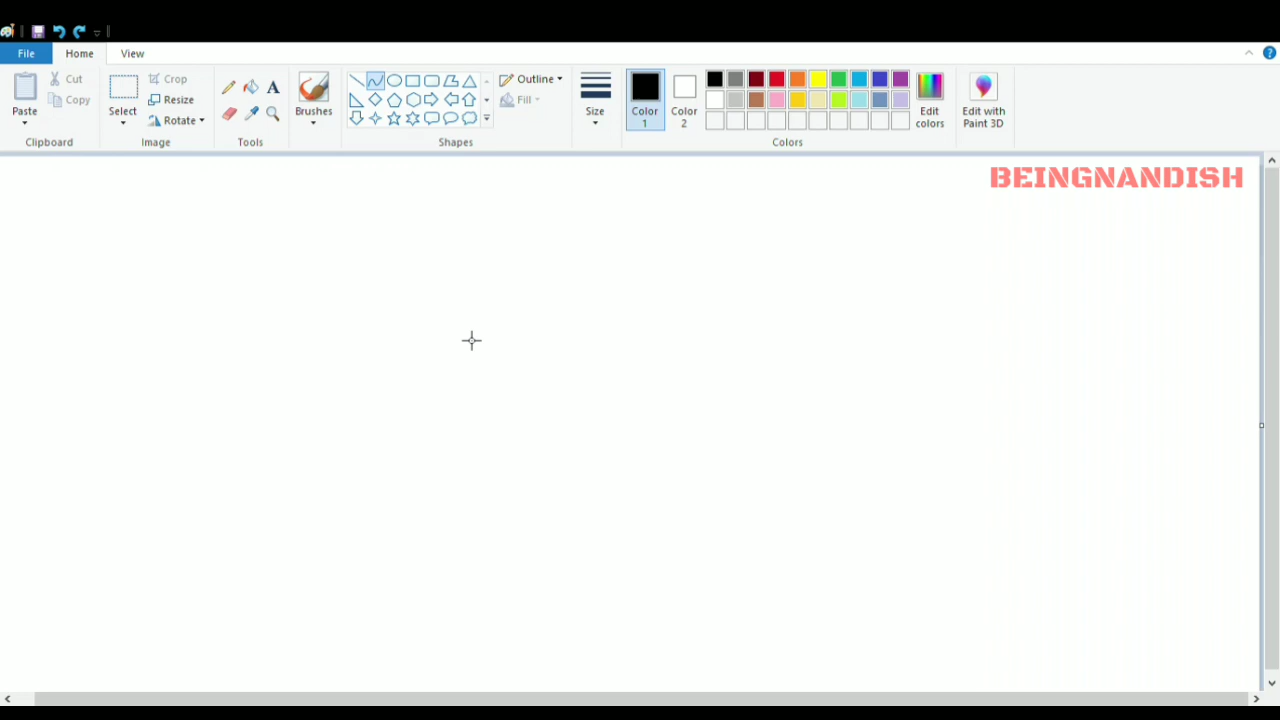 File Home View
Paste
Cut
Copy
Clipboard
Select
Crop
Resize
Rotate
Image
A
Tools
Brushes
Outline
Fill
Shapes
Size
Color 1
Color 2
Edit colors
Colors
Edit with Paint 3D
BEINGNANDISH